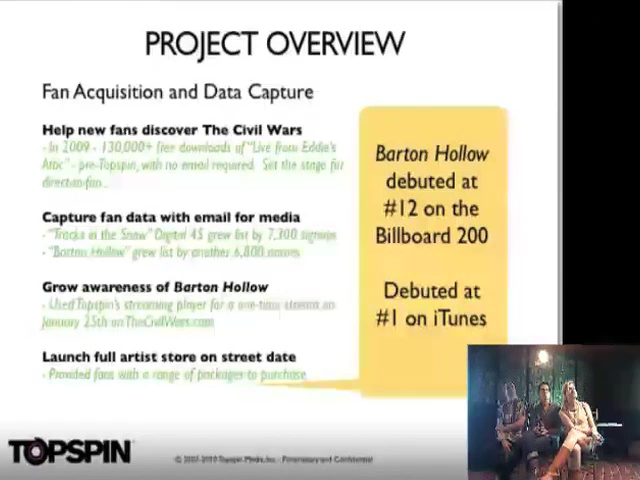 PROJECT OVERVIEW
Fan Acquisition and Data Capture
Help new fans discover The Civil Wars
- In 2009 - 130,000+ free downloads of "Live from Eddie's
Attic" - pre-Topspin, with no email required. Set the stage for
direct-to-fan...
Capture fan data with email for media
- "Tracks in the Snow" Digital 45 grew list by 7,300 signups
- "Barton Hollow" grew list by another 6,800 names
Grow awareness of Barton Hollow
- Used Topspin's streaming player for a one-time stream on
January 25th on TheCivilWars.com
Launch full artist store on street date
- Provided fans with a range of packages to purchase
Barton Hollow
debuted at
#12 on the
Billboard 200
Debuted at
#1 on iTunes
TOPSPIN
© 2007-2010 Topspin Media, Inc. - Proprietary and Confidential